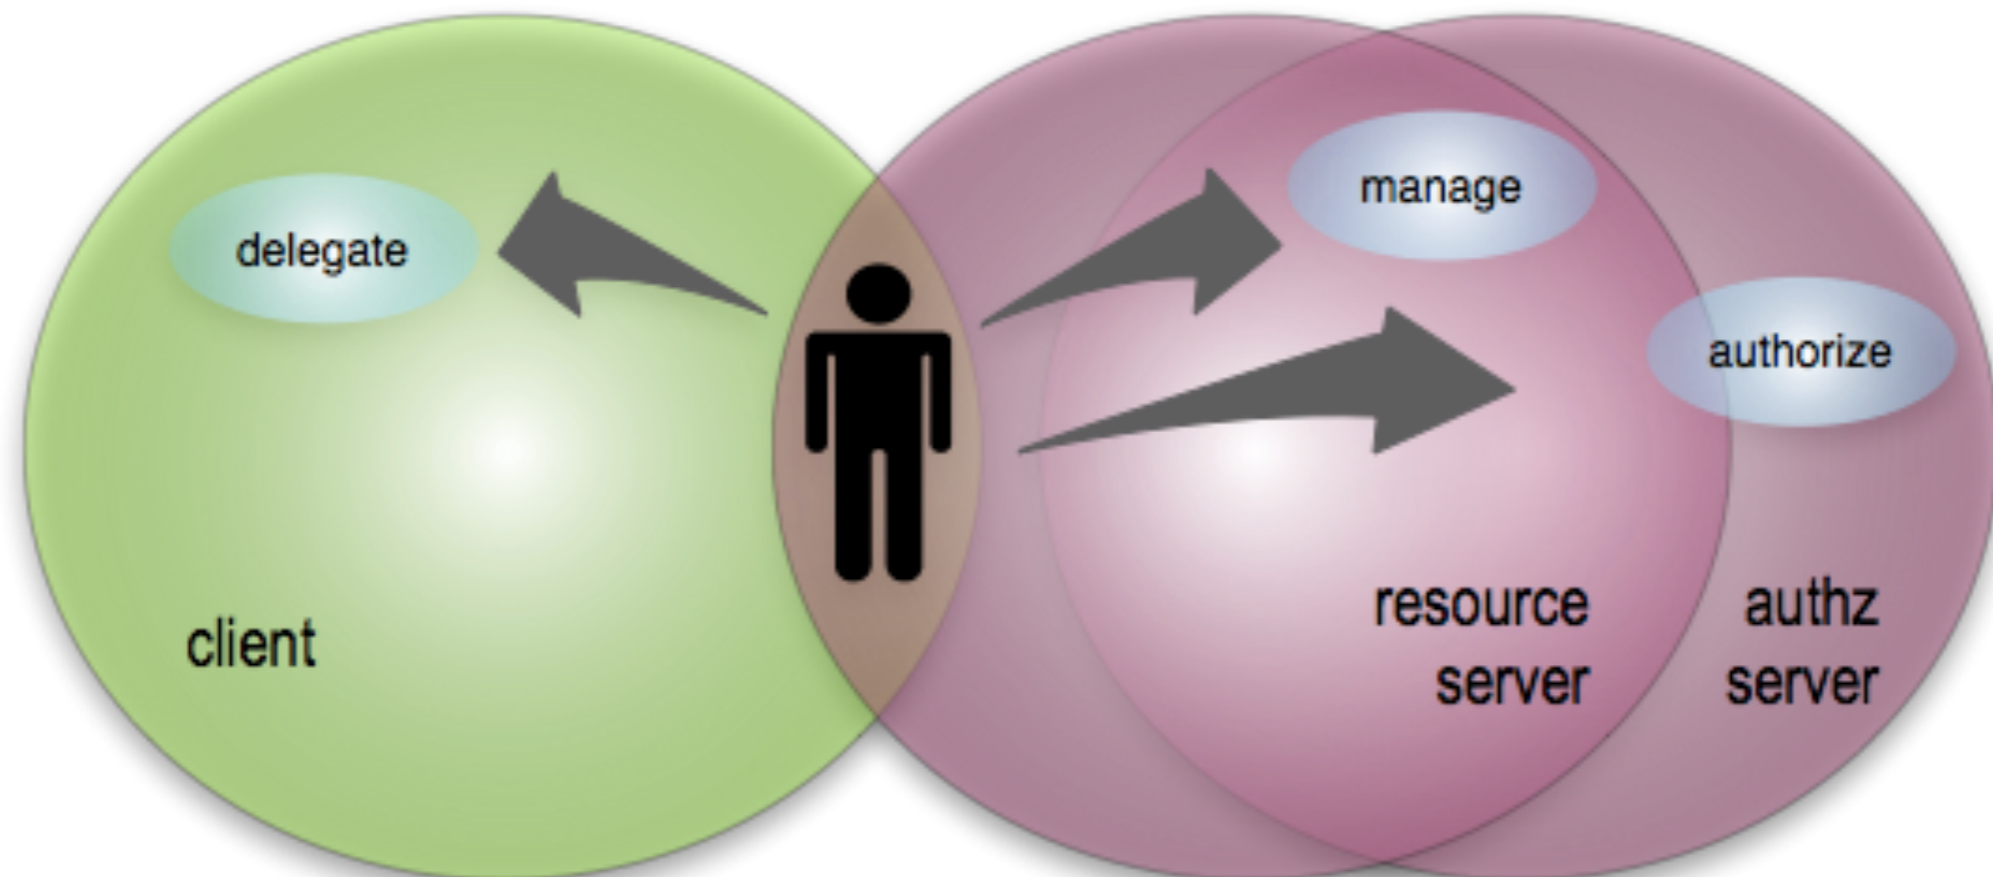 delegate
manage
authorize
client
resource
server
authz
server